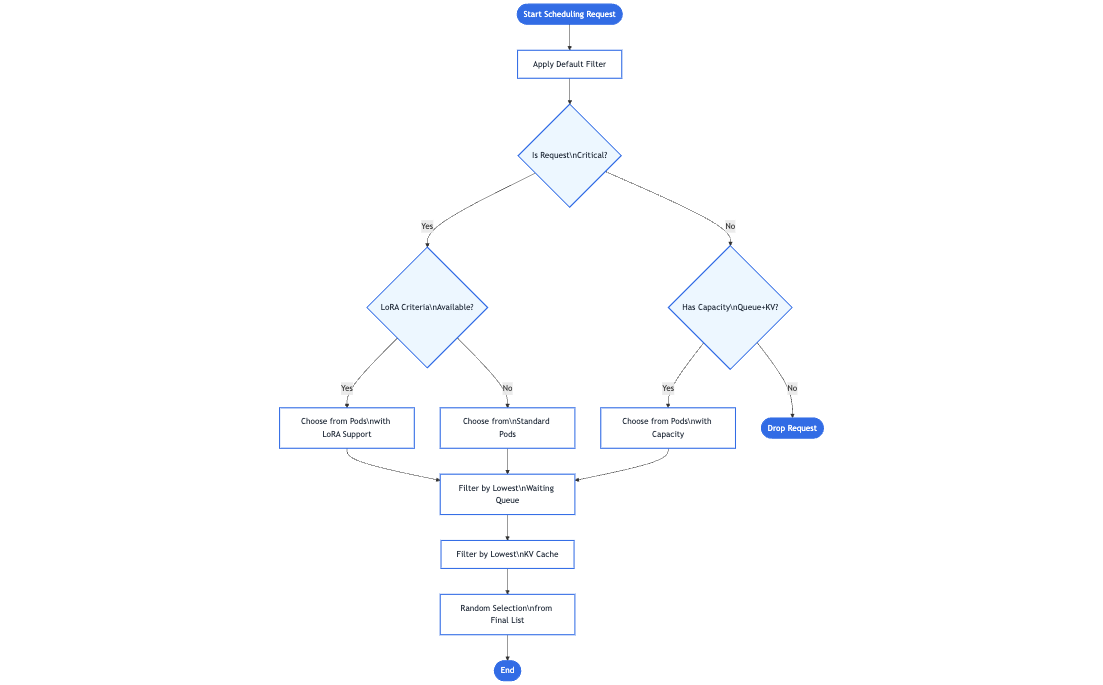 Start Scheduling Request
Apply Default Filter
Is Request\nCritical?
Yes
No
LoRA Criteria\nAvailable?
Has Capacity\nQueue+KV?
Yes
No
Yes
No
Choose from Pods\nwith
LoRA Support
Choose from\nStandard
Pods
Choose from Pods\nwith
Capacity
Drop Request
Filter by Lowest\nWaiting
Queue
Filter by Lowest\nKV Cache
Random Selection\nfrom
Final List
End